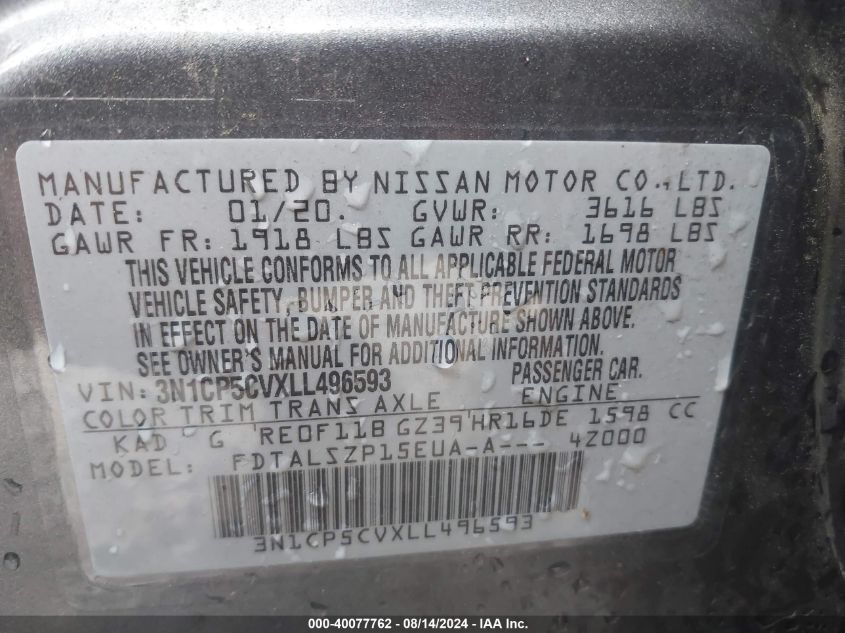 MANUFACTURED BY NISSAN MOTOR CO., LTD.
DATE: 01/20. GVWR: 3616 LBS
GAWR FR: 1918 LBS GAWR RR: 1698 LBS
THIS VEHICLE CONFORMS TO ALL APPLICABLE FEDERAL MOTOR
VEHICLE SAFETY, BUMPER AND THEFT PREVENTION STANDARDS
IN EFFECT ON THE DATE OF MANUFACTURE SHOWN ABOVE.
SEE OWNER'S MANUAL FOR ADDITIONAL INFORMATION.
VIN: 3N1CP5CVXLL496593 PASSENGER CAR.
COLOR TRIM TRANS AXLE ENGINE
KAD G RE0F11B GZ39 HR16DE 1598 CC
MODEL: FDTALSZP15EUA-A--- 4Z000
3N1CP5CVXLL496593
000-40077762 - 08/14/2024 - IAA Inc.